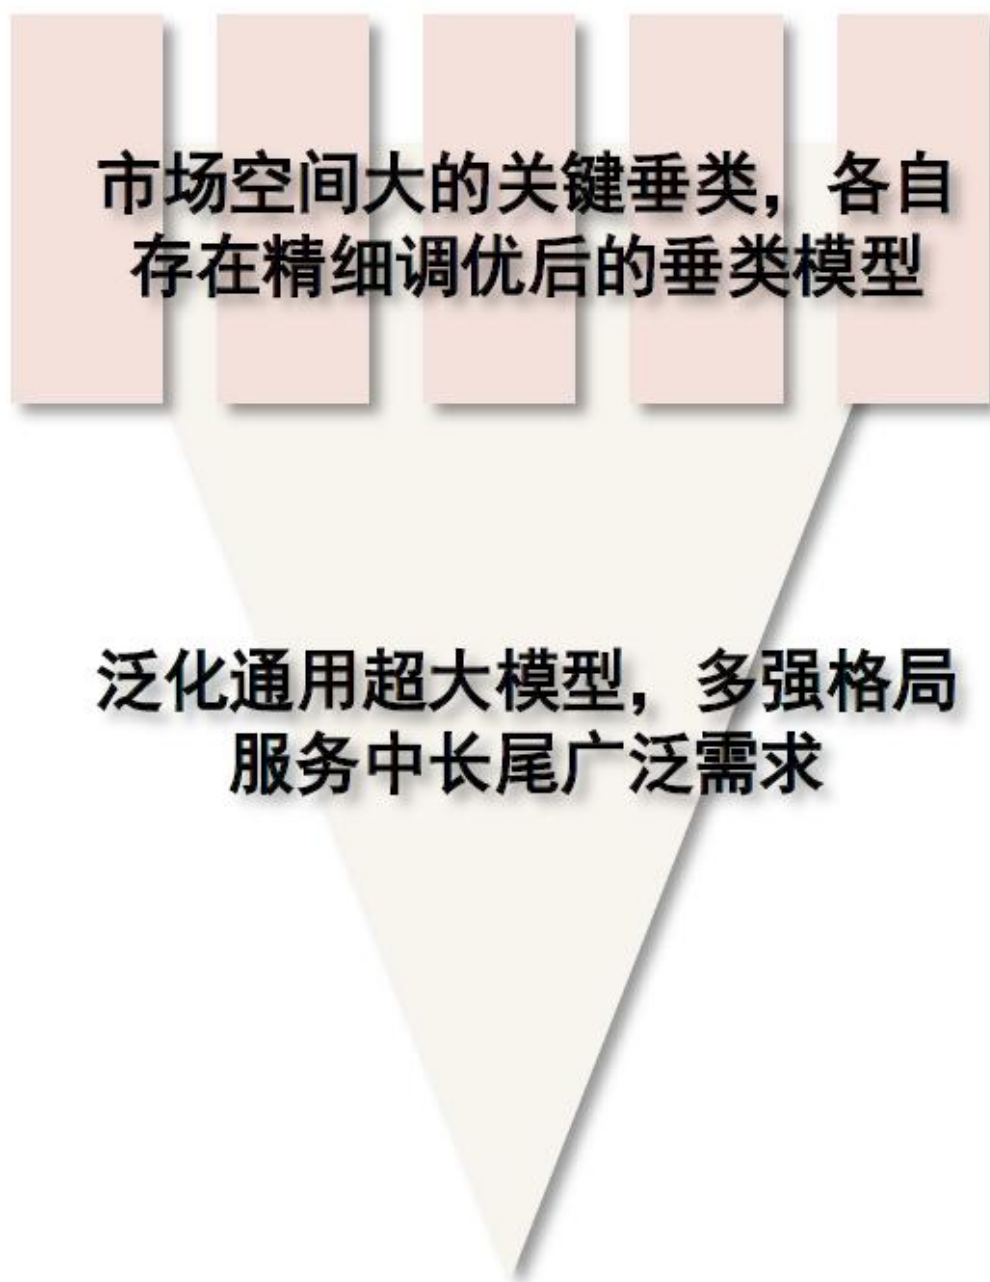 市场空间大的关键垂类，各自
存在精细调优后的垂类模型
泛化通用超大模型，多强格局
服务中长尾广泛需求